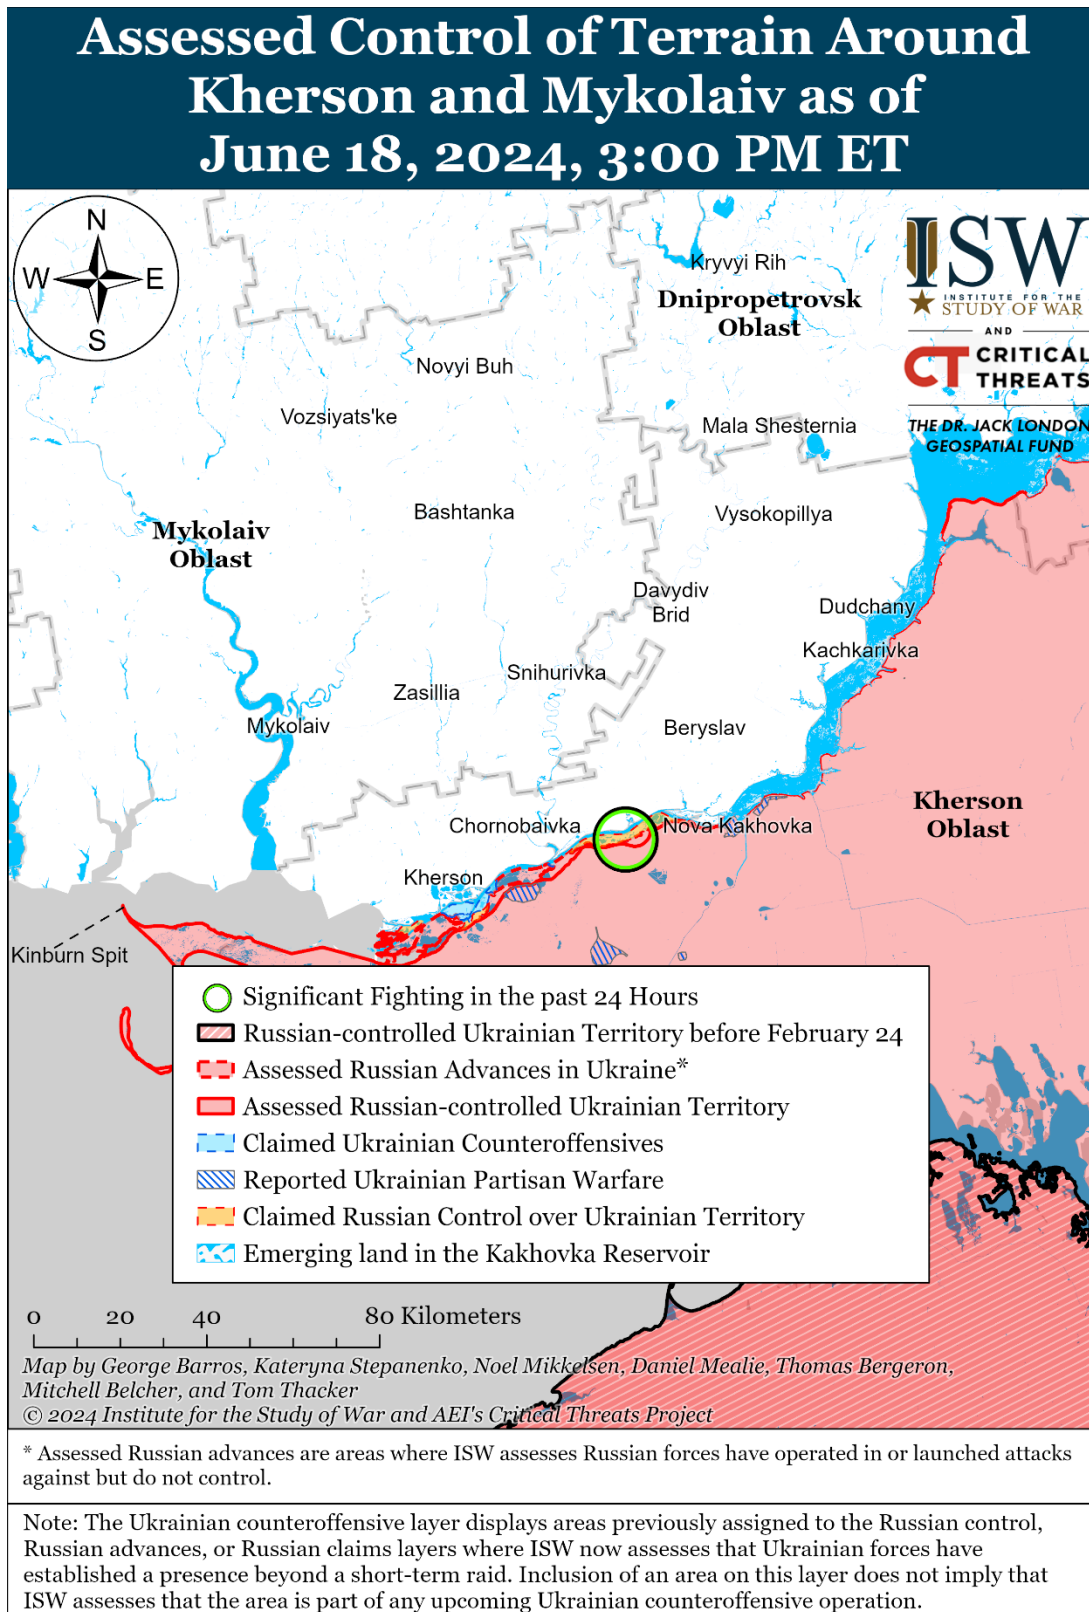 Assessed Control of Terrain Around
Kherson and Mykolaiv as of
June 18, 2024, 3:00 PM ET
N
W E
S
ISW
INSTITUTE FOR THE
STUDY OF WAR
AND
CT CRITICAL
THREATS
THE DR. JACK LONDON
GEOSPATIAL FUND
Kryvyi Rih
Dnipropetrovsk
Oblast
Novyi Buh
Vozsiyats'ke
Mala Shesternia
Bashtanka
Vysokopillya
Mykolaiv
Oblast
Davydiv
Brid
Dudchany
Kachkarivka
Snihurivka
Zasillia
Mykolaiv
Beryslav
Kherson
Oblast
Chornobaivka
Nova Kakhovka
Kherson
Kinburn Spit
Significant Fighting in the past 24 Hours
Russian-controlled Ukrainian Territory before February 24
Assessed Russian Advances in Ukraine*
Assessed Russian-controlled Ukrainian Territory
Claimed Ukrainian Counteroffensives
Reported Ukrainian Partisan Warfare
Claimed Russian Control over Ukrainian Territory
Emerging land in the Kakhovka Reservoir
0 20 40 80 Kilometers
Map by George Barros, Kateryna Stepanenko, Noel Mikkelsen, Daniel Mealie, Thomas Bergeron,
Mitchell Belcher, and Tom Thacker
© 2024 Institute for the Study of War and AEI's Critical Threats Project
* Assessed Russian advances are areas where ISW assesses Russian forces have operated in or launched attacks
against but do not control.
Note: The Ukrainian counteroffensive layer displays areas previously assigned to the Russian control,
Russian advances, or Russian claims layers where ISW now assesses that Ukrainian forces have
established a presence beyond a short-term raid. Inclusion of an area on this layer does not imply that
ISW assesses that the area is part of any upcoming Ukrainian counteroffensive operation.